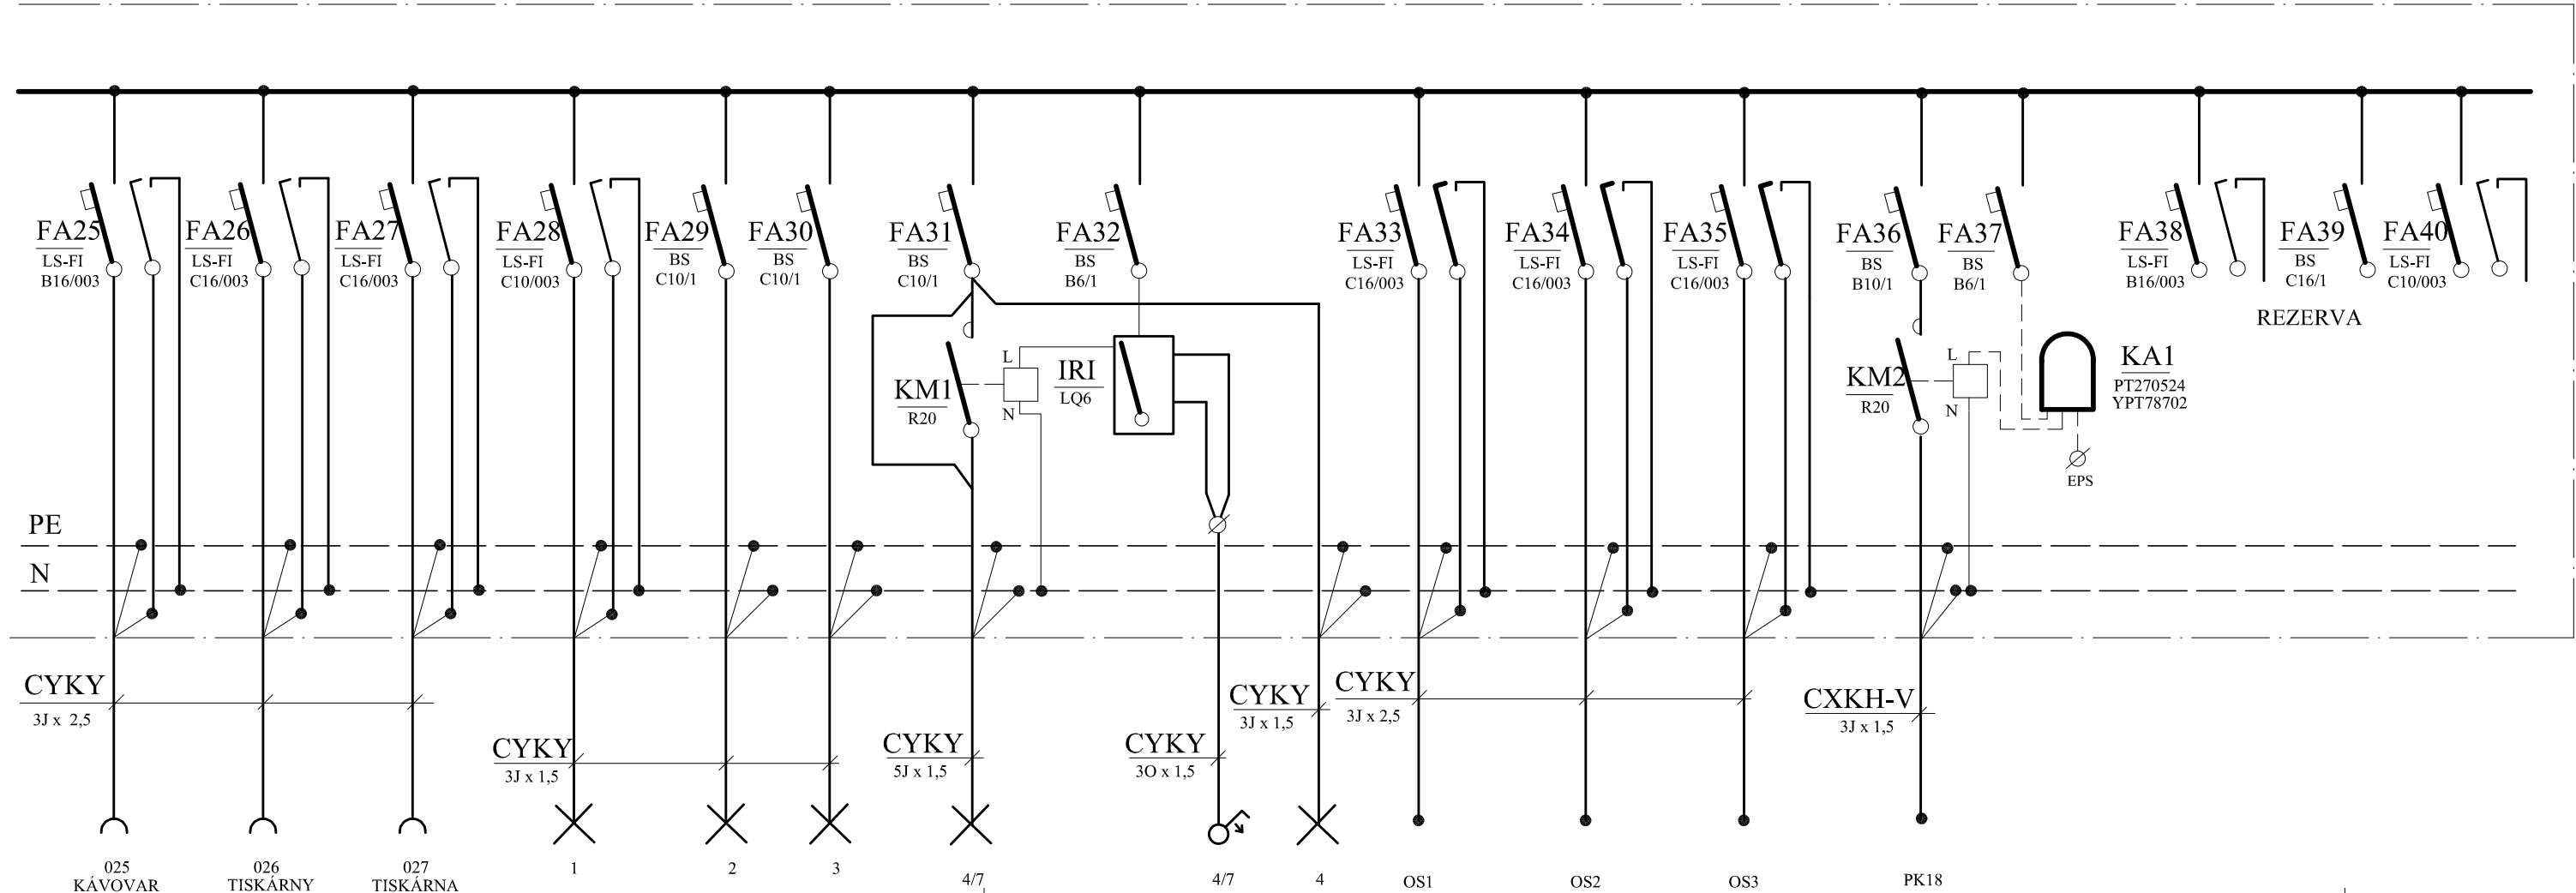 FA25
LS-FI
B16/003
FA26
LS-FI
C16/003
FA27
LS-FI
C16/003
FA28
LS-FI
C10/003
FA29
BS
C10/1
FA30
BS
C10/1
FA31
BS
C10/1
FA32
BS
B6/1
FA33
LS-FI
C16/003
FA34
LS-FI
C16/003
FA35
LS-FI
C16/003
FA36
BS
B10/1
FA37
BS
B6/1
FA38
LS-FI
B16/003
FA39
BS
C16/1
FA40
LS-FI
C10/003
REZERVA
KM1
R20
L
N
IRI
LQ6
KM2
R20
L
N
KA1
PT270524
YPT78702
EPS
PE
N
CYKY
3J x 2,5
CYKY
3J x 1,5
CYKY
5J x 1,5
CYKY
3O x 1,5
CYKY
3J x 1,5
CYKY
3J x 2,5
CXKH-V
3J x 1,5
025
KÁVOVAR
026
TISKÁRNY
027
TISKÁRNA
1
2
3
4/7
4/7
4
OS1
OS2
OS3
PK18